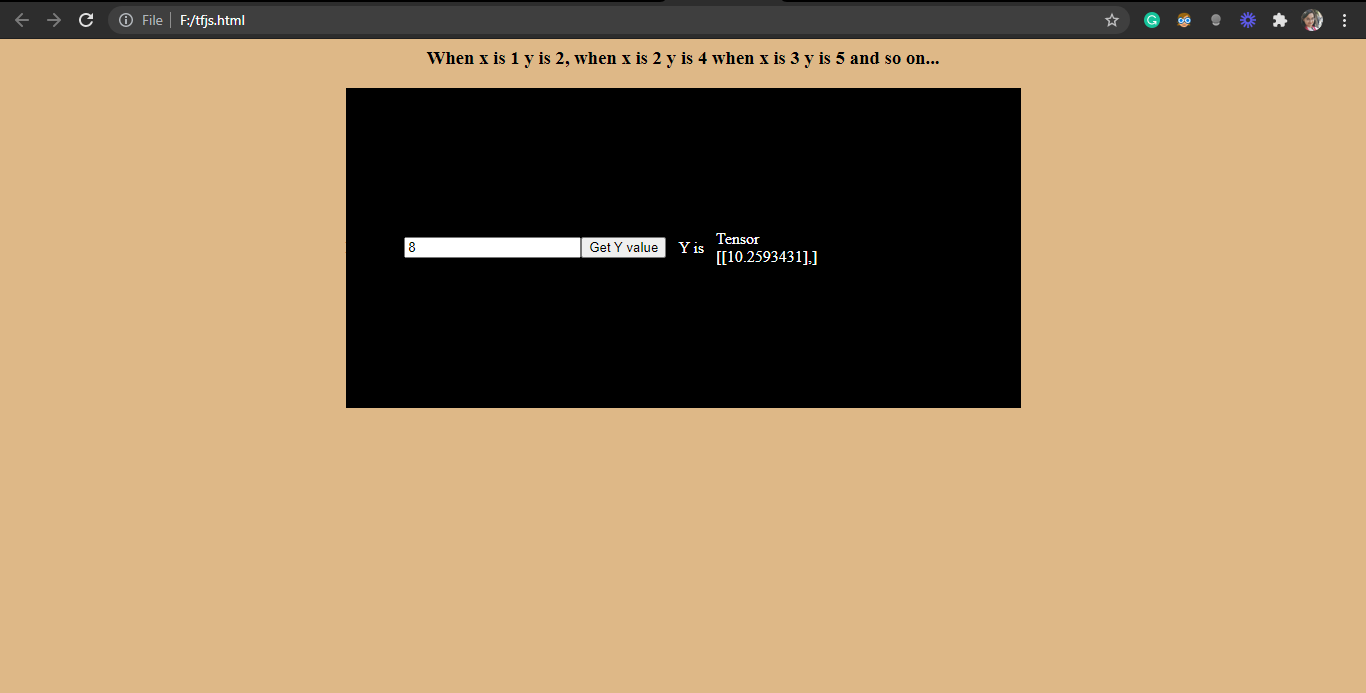 File F:/tfjs.html
When x is 1 y is 2, when x is 2 y is 4 when x is 3 y is 5 and so on...
8 Get Y value Y is Tensor
[[10.2593431],]